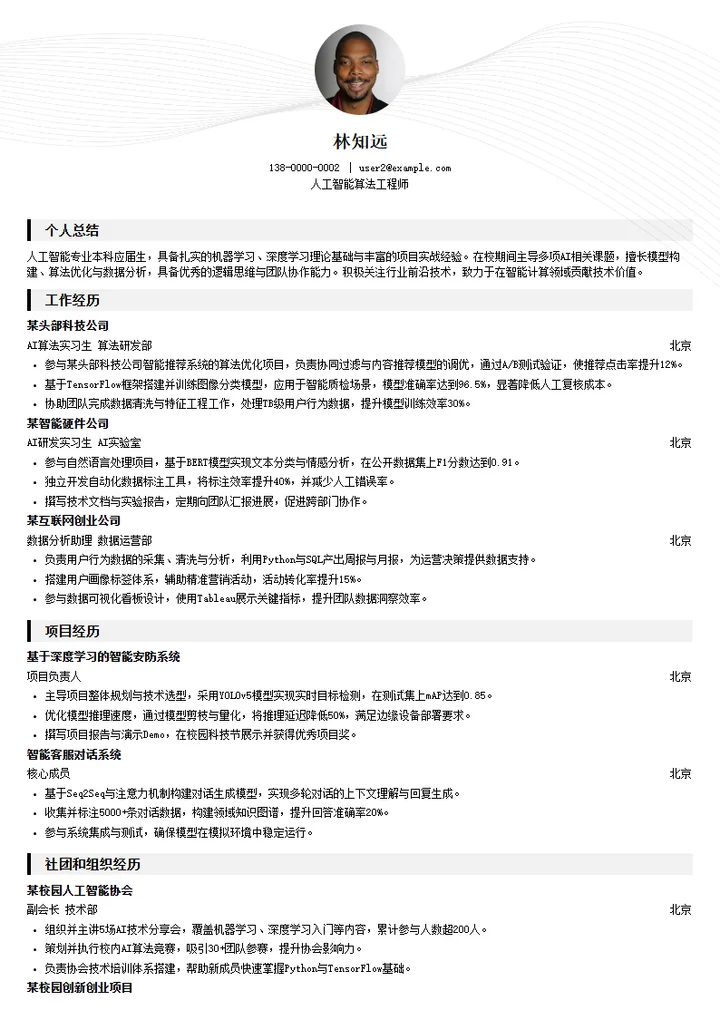 林知远
138-0000-0002 | user2@example.com
人工智能算法工程师
个人总结
人工智能专业本科应届生，具备扎实的机器学习、深度学习理论基础与丰富的项目实战经验。在校期间主导多项AI相关课题，擅长模型构
建、算法优化与数据分析，具备优秀的逻辑思维与团队协作能力。积极关注行业前沿技术，致力于在智能计算领域贡献技术价值。
工作经历
某头部科技公司
AI算法实习生 算法研发部 北京
• 参与某头部科技公司智能推荐系统的算法优化项目，负责协同过滤与内容推荐模型的调优，通过A/B测试验证，使推荐点击率提升12%。
• 基于TensorFlow框架搭建并训练图像分类模型，应用于智能质检场景，模型准确率达到96.5%，显著降低人工复核成本。
• 协助团队完成数据清洗与特征工程工作，处理TB级用户行为数据，提升模型训练效率30%。
某智能硬件公司
AI研发实习生 AI实验室 北京
• 参与自然语言处理项目，基于BERT模型实现文本分类与情感分析，在公开数据集上F1分数达到0.91。
• 独立开发自动化数据标注工具，将标注效率提升40%，并减少人工错误率。
• 撰写技术文档与实验报告，定期向团队汇报进展，促进跨部门协作。
某互联网创业公司
数据分析助理 数据运营部 北京
• 负责用户行为数据的采集、清洗与分析，利用Python与SQL产出周报与月报，为运营决策提供数据支持。
• 搭建用户画像标签体系，辅助精准营销活动，活动转化率提升15%。
• 参与数据可视化看板设计，使用Tableau展示关键指标，提升团队数据洞察效率。
项目经历
基于深度学习的智能安防系统
项目负责人 北京
• 主导项目整体规划与技术选型，采用YOLOv5模型实现实时目标检测，在测试集上mAP达到0.85。
• 优化模型推理速度，通过模型剪枝与量化，将推理延迟降低50%，满足边缘设备部署要求。
• 撰写项目报告与演示Demo，在校园科技节展示并获得优秀项目奖。
智能客服对话系统
核心成员 北京
• 基于Seq2Seq与注意力机制构建对话生成模型，实现多轮对话的上下文理解与回复生成。
• 收集并标注5000+条对话数据，构建领域知识图谱，提升回答准确率20%。
• 参与系统集成与测试，确保模型在模拟环境中稳定运行。
社团和组织经历
某校园人工智能协会
副会长 技术部 北京
• 组织并主讲5场AI技术分享会，覆盖机器学习、深度学习入门等内容，累计参与人数超200人。
• 策划并执行校内AI算法竞赛，吸引30+团队参赛，提升协会影响力。
• 负责协会技术培训体系搭建，帮助新成员快速掌握Python与TensorFlow基础。
某校园创新创业项目